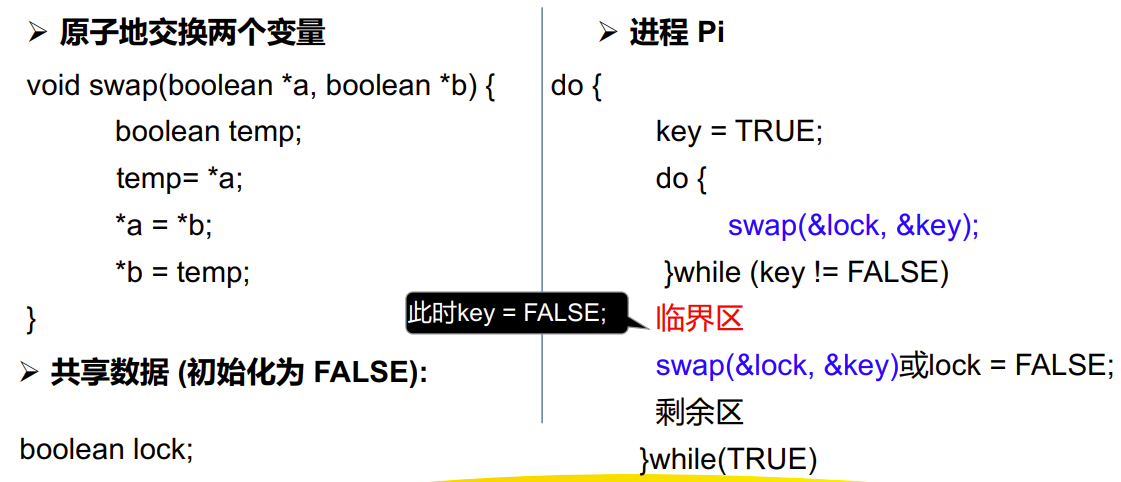 ➢ 原子地交换两个变量
void swap(boolean *a, boolean *b) {
boolean temp;
temp= *a;
*a = *b;
*b = temp;
}
➢ 共享数据 (初始化为 FALSE):
boolean lock;
➢ 进程 Pi
do {
key = TRUE;
do {
swap(&lock, &key);
}while (key != FALSE)
此时key = FALSE;
临界区
swap(&lock, &key)或lock = FALSE;
剩余区
}while(TRUE)